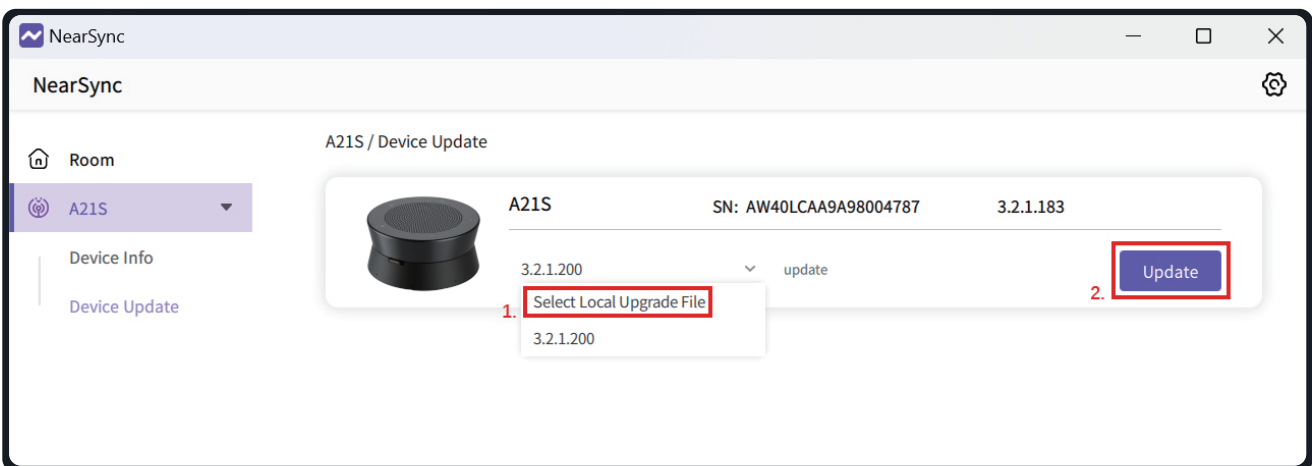 NearSync
NearSync
Room
A21S
Device Info
Device Update
A21S / Device Update
A21S SN: AW40LCAA9A98004787 3.2.1.183
3.2.1.200 update Update
1. Select Local Upgrade File
2.
3.2.1.200